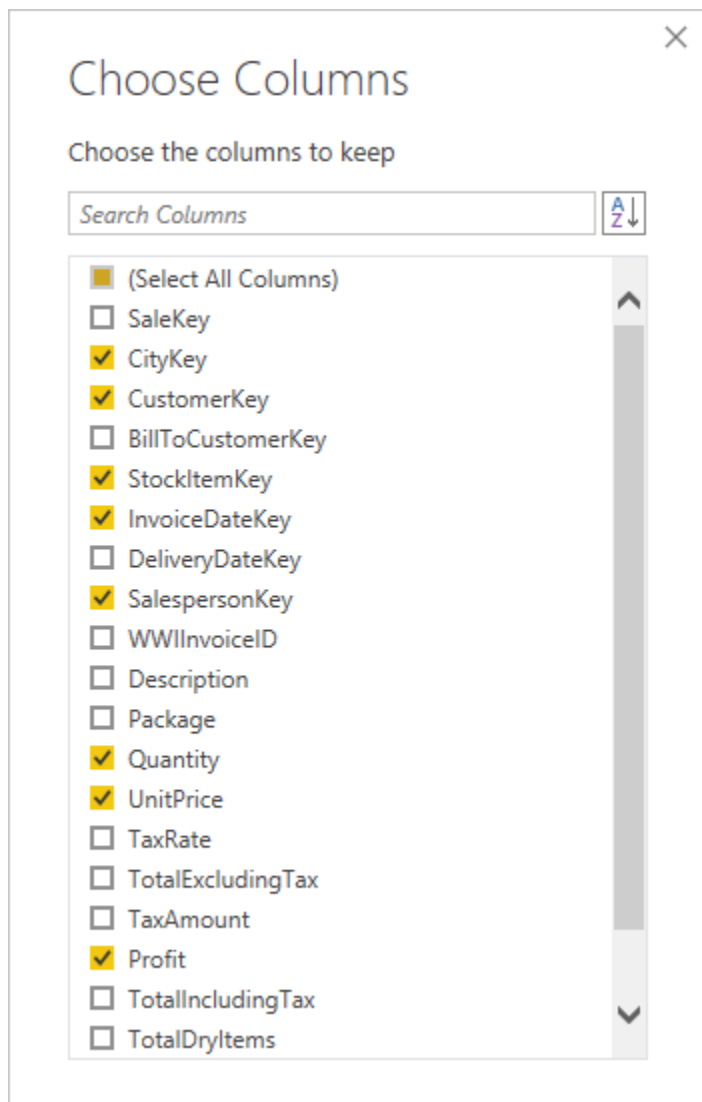 Choose Columns
Choose the columns to keep
Search Columns
(Select All Columns)
SaleKey
CityKey
CustomerKey
BillToCustomerKey
StockItemKey
InvoiceDateKey
DeliveryDateKey
SalespersonKey
WWIInvoiceID
Description
Package
Quantity
UnitPrice
TaxRate
TotalExcludingTax
TaxAmount
Profit
TotalIncludingTax
TotalDryItems